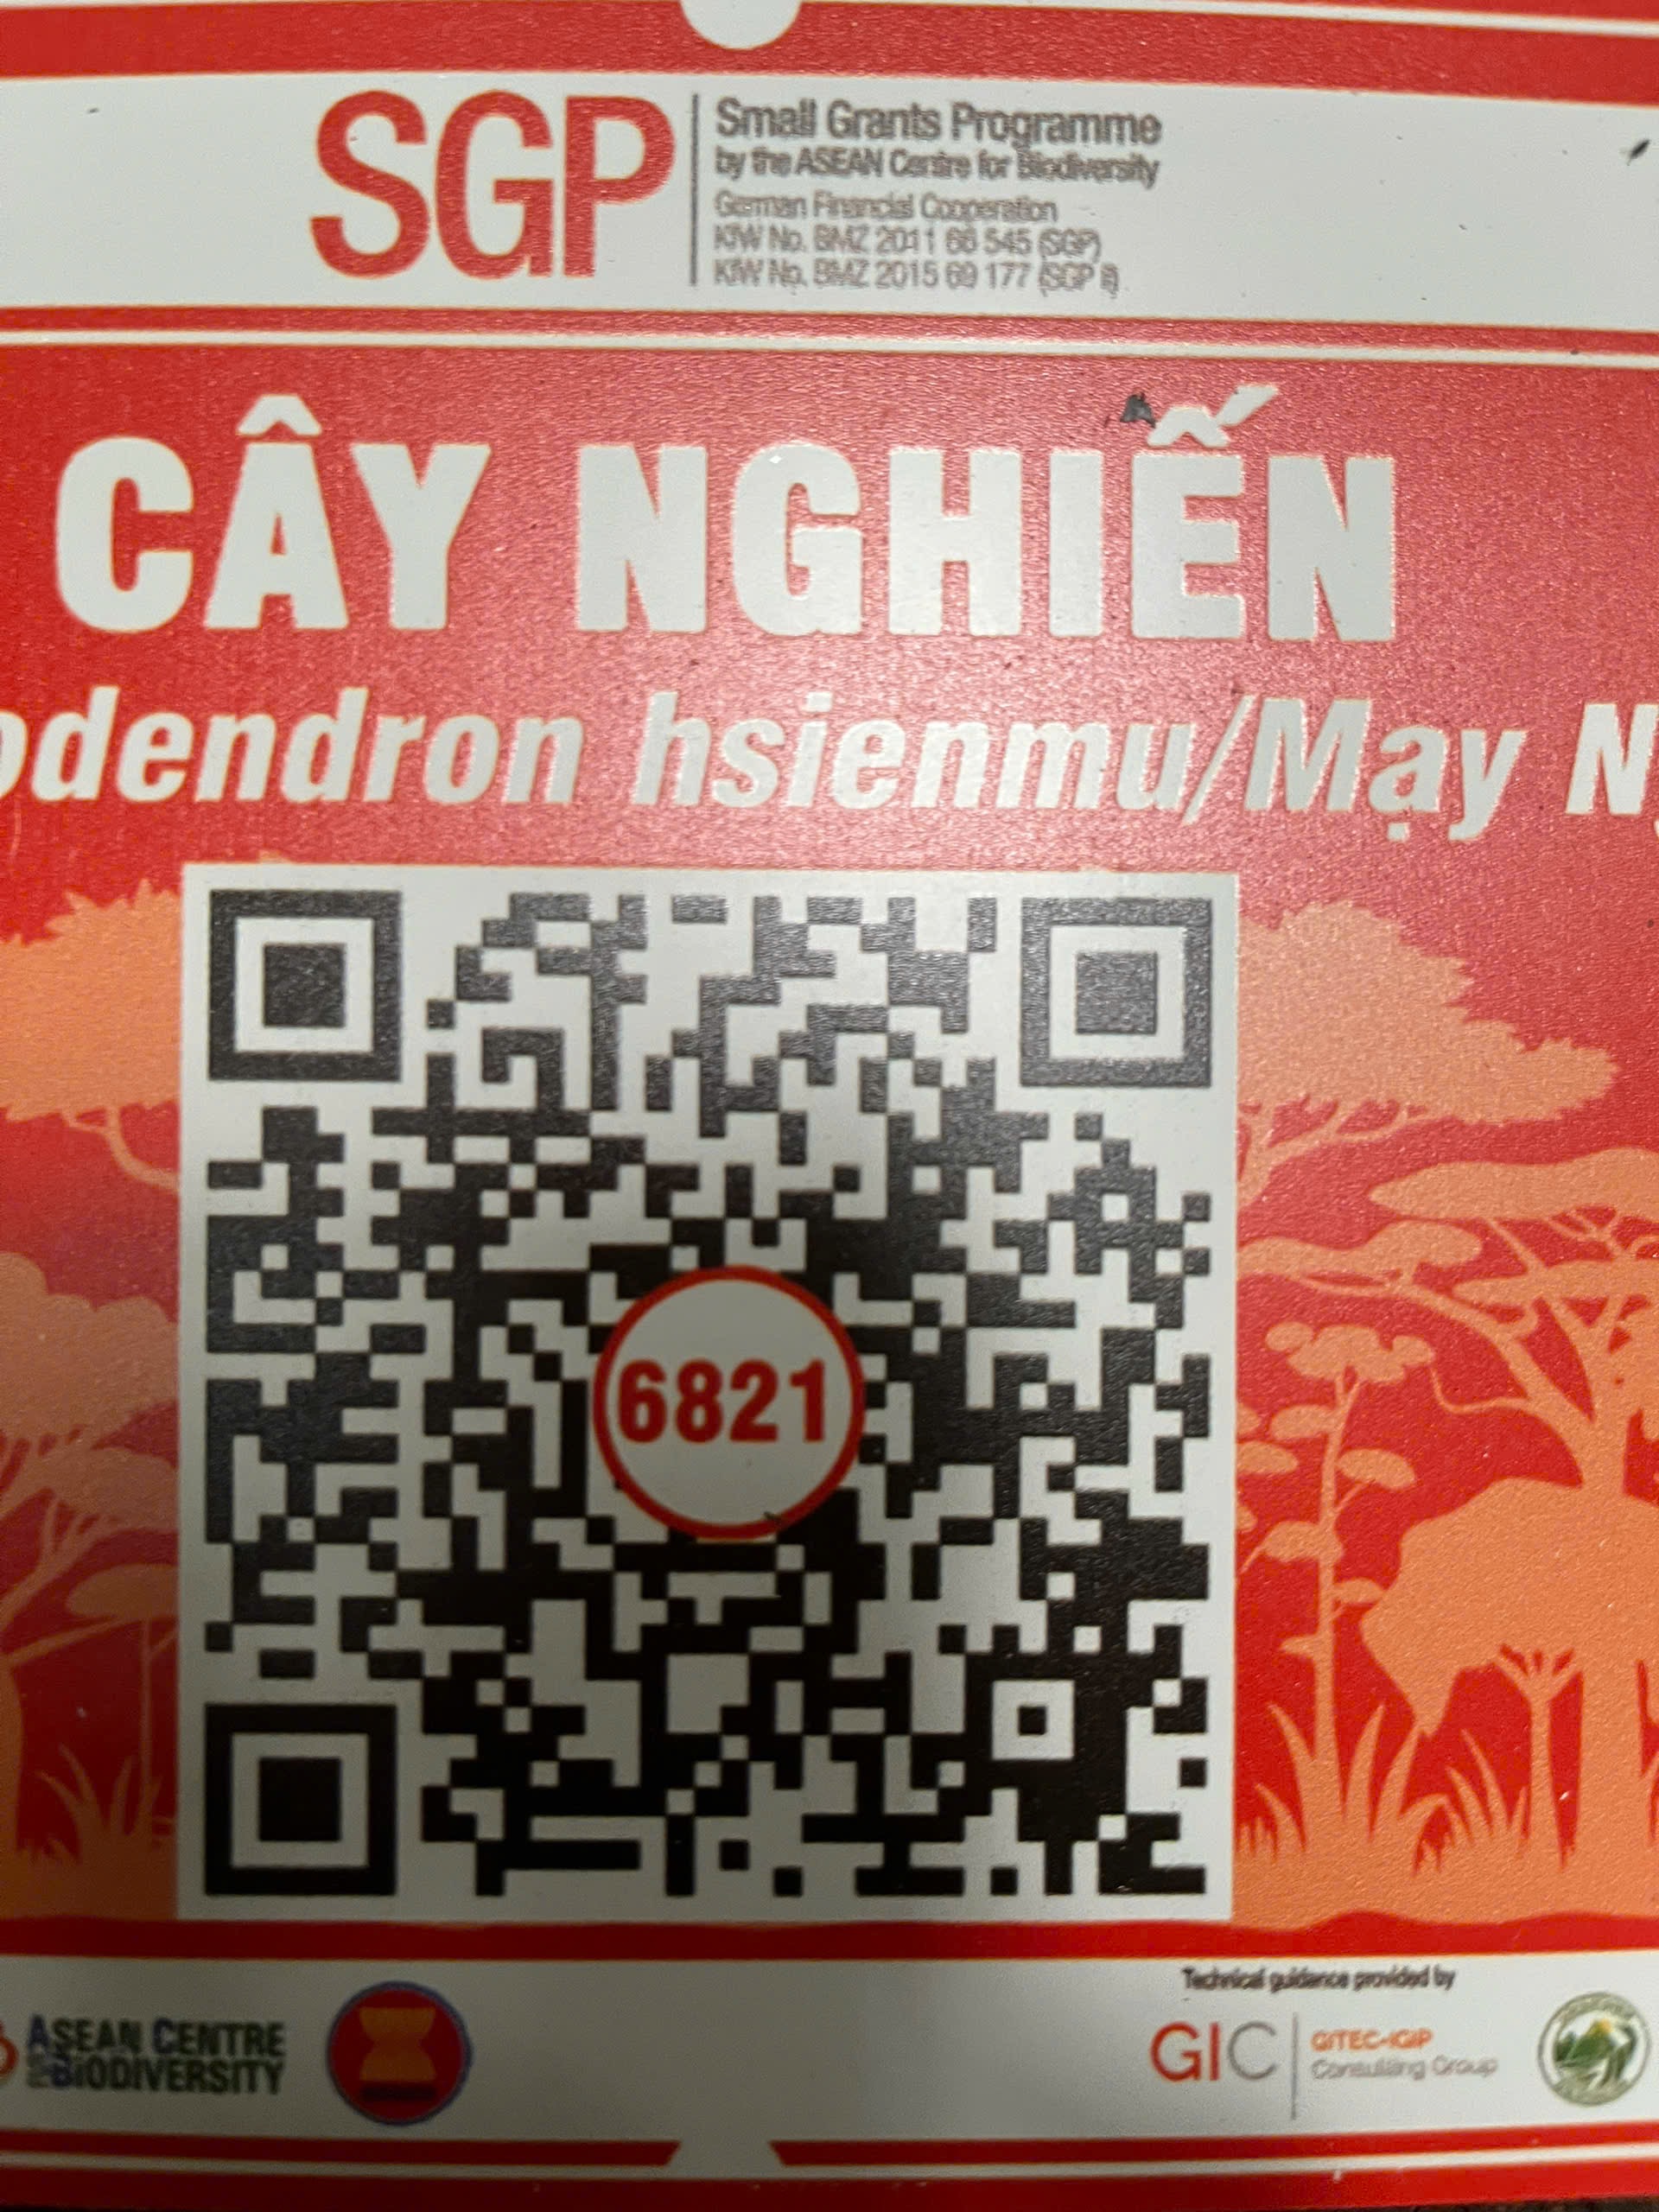 SGP
Small Grants Programme
by the ASEAN Centre for Biodiversity
German Financial Cooperation
KfW No. BMZ 2011 66 545 (SGP)
KfW No. BMZ 2015 69 177 (SGP II)
CÂY NGHIẾN
odendron hsienmu/Mạy N
6821
ASEAN CENTRE
FOR BIODIVERSITY
Technical guidance provided by
GIC
GITEC-IGIP
Consulting Group